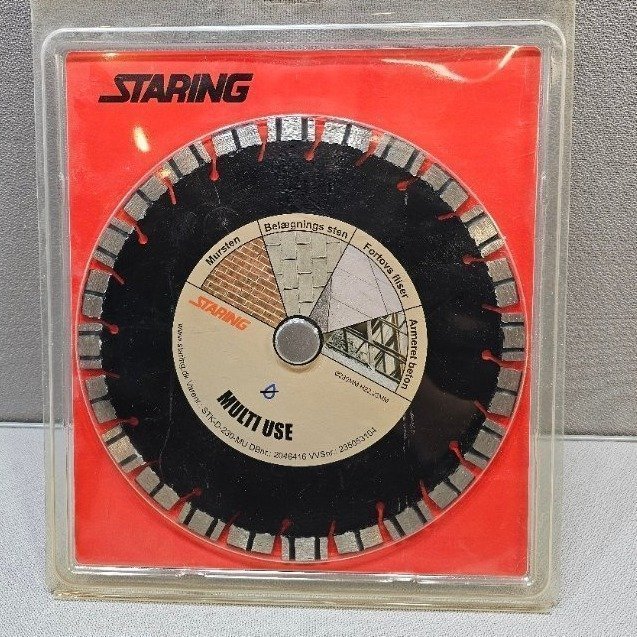 STARING
Mursten
Belægnings sten
Fortovs fliser
Armeret beton
STARING
MULTI USE
www.staring.dk Varenr.: STK-D-230-MU DBnr.: 2046416 VVSnr.: